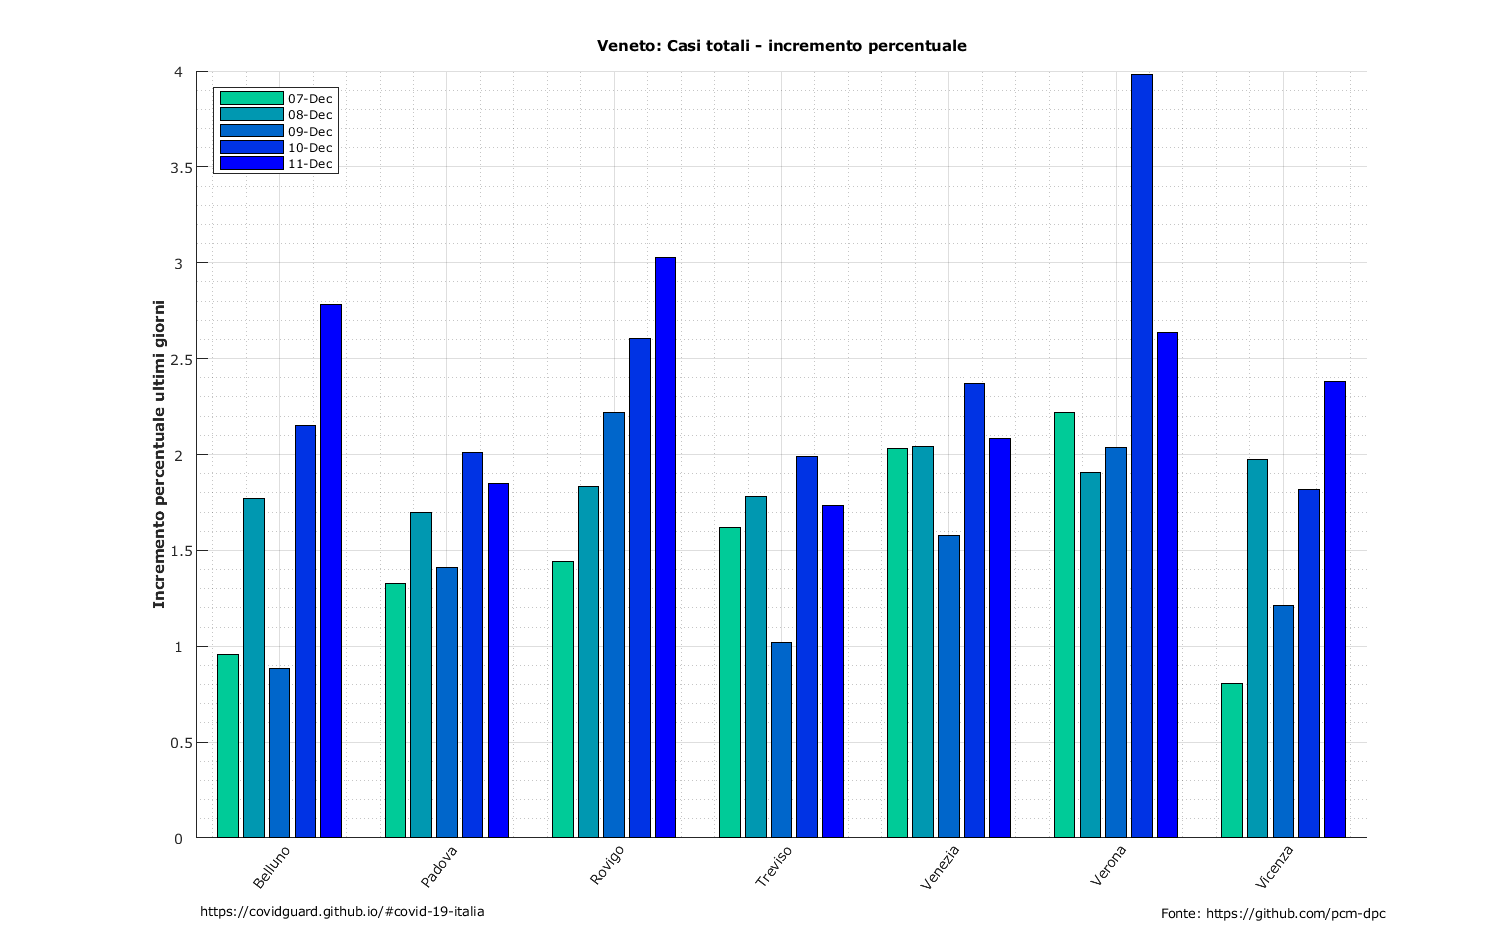 Veneto: Casi totali - incremento percentuale
07-Dec
08-Dec
09-Dec
10-Dec
11-Dec
Incremento percentuale ultimi giorni
4
3.5
3
2.5
2
1.5
1
0.5
0
Belluno
Padova
Rovigo
Treviso
Venezia
Verona
Vicenza
https://covidguard.github.io/#covid-19-italia
Fonte: https://github.com/pcm-dpc